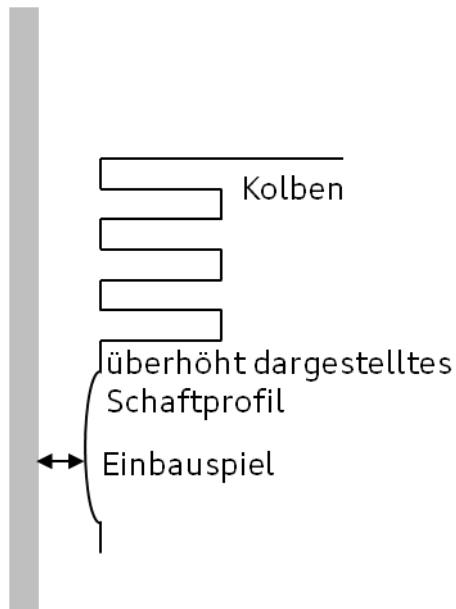 Kolben
überhöht dargestelltes
Schaftprofil
Einbauspiel